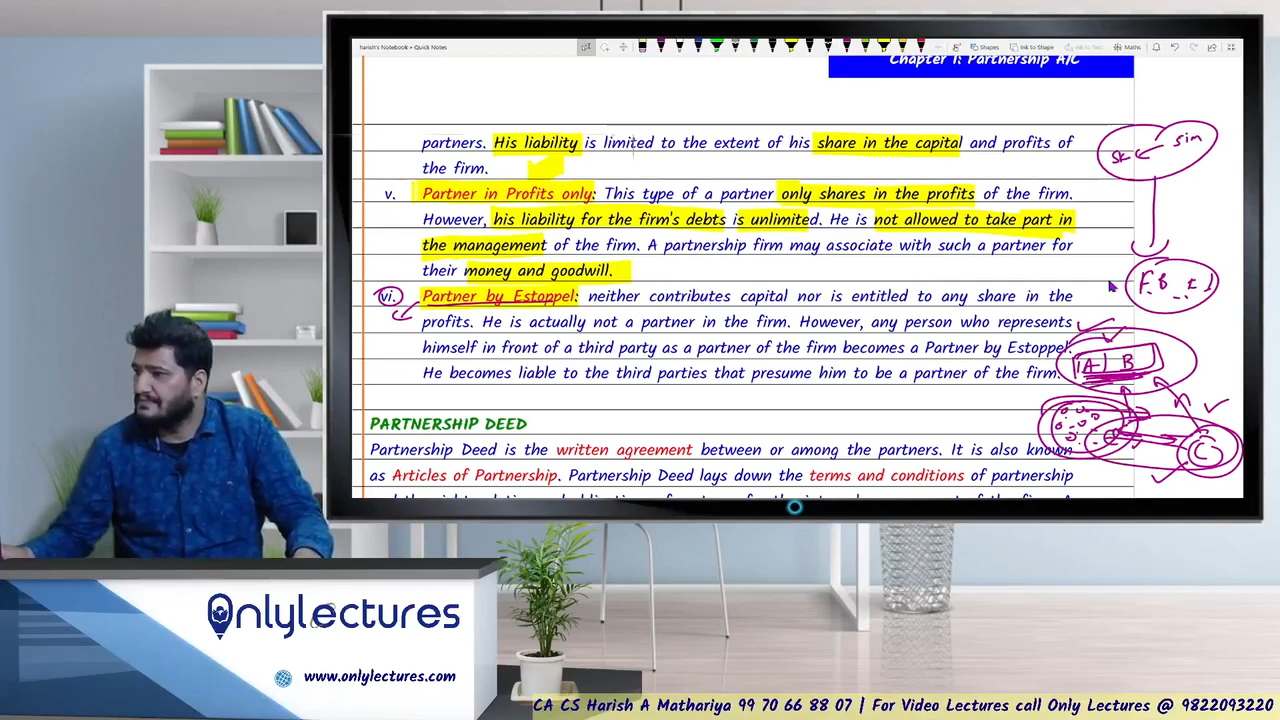 harish's Notebook » Quick Notes
Shapes
Ink to Shape
Ink to Text
Maths
Chapter 1: Partnership A/C
partners. His liability is limited to the extent of his share in the capital and profits of
the firm.
v. Partner in Profits only: This type of a partner only shares in the profits of the firm.
However, his liability for the firm's debts is unlimited. He is not allowed to take part in
the management of the firm. A partnership firm may associate with such a partner for
their money and goodwill.
vi. Partner by Estoppel: neither contributes capital nor is entitled to any share in the
profits. He is actually not a partner in the firm. However, any person who represents
himself in front of a third party as a partner of the firm becomes a Partner by Estoppel.
He becomes liable to the third parties that presume him to be a partner of the firm.
PARTNERSHIP DEED
Partnership Deed is the written agreement between or among the partners. It is also known
as Articles of Partnership. Partnership Deed lays down the terms and conditions of partnership
sim
A B
C
Onlylectures
www.onlylectures.com
CA CS Harish A Mathariya 99 70 66 88 07 | For Video Lectures call Only Lectures @ 9822093220